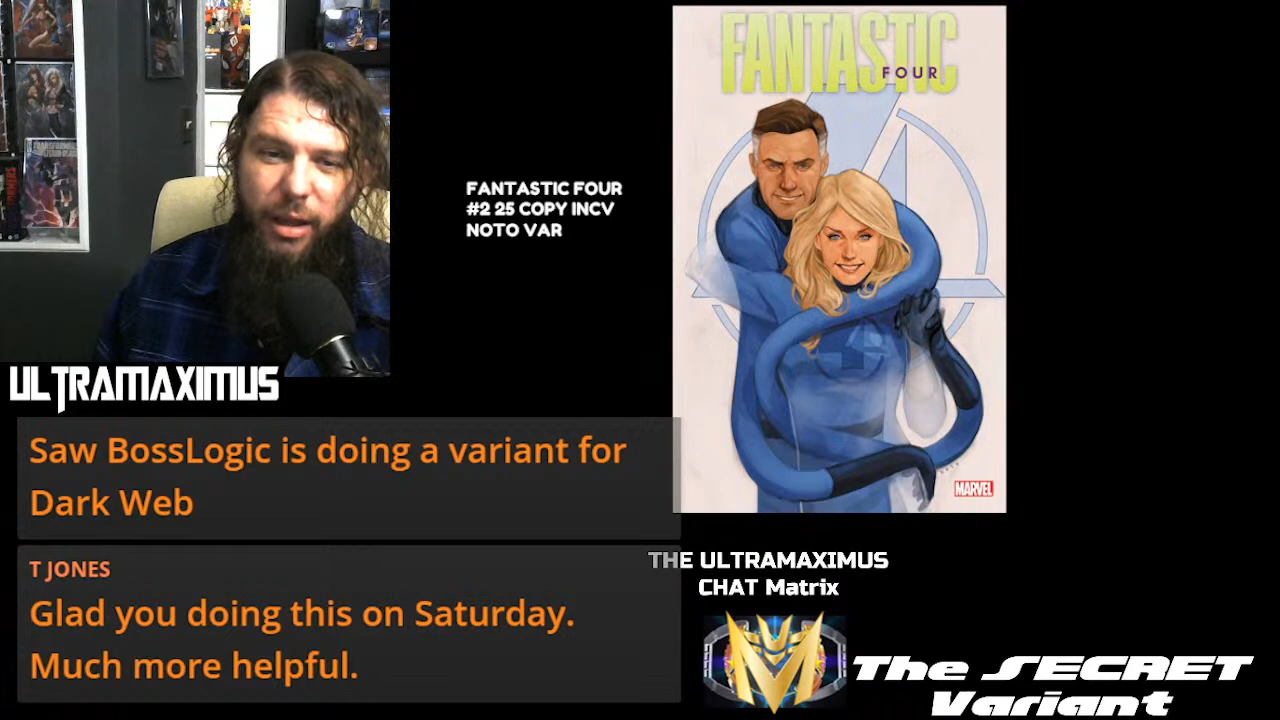 FANTASTIC
FOUR
FANTASTIC FOUR
#2 25 COPY INCV
NOTO VAR
MARVEL
ULTRAMAXIMUS
Saw BossLogic is doing a variant for
Dark Web
T JONES
Glad you doing this on Saturday.
Much more helpful.
THE ULTRAMAXIMUS
CHAT Matrix
The SECRET
Variant